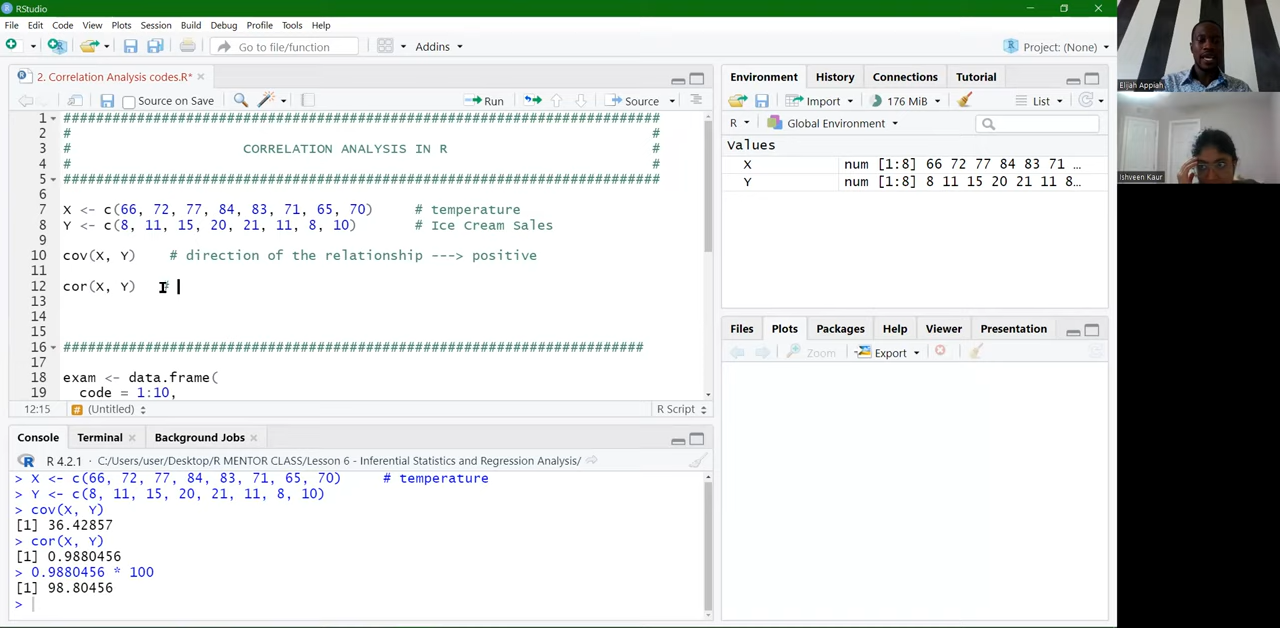 RStudio
File Edit Code View Plots Session Build Debug Profile Tools Help
Go to file/function Addins Project: (None)
2. Correlation Analysis codes.R*
Source on Save Run Source
1 ################################################################################
2 # #
3 # CORRELATION ANALYSIS IN R #
4 # #
5 ################################################################################
6
7 X <- c(66, 72, 77, 84, 83, 71, 65, 70) # temperature
8 Y <- c(8, 11, 15, 20, 21, 11, 8, 10) # Ice Cream Sales
9
10 cov(X, Y) # direction of the relationship ---> positive
11
12 cor(X, Y) #
13
14
15
16 ##############################################################################
17
18 exam <- data.frame(
19 code = 1:10,
12:15 # (Untitled) R Script
Console Terminal Background Jobs
R 4.2.1 · C:/Users/user/Desktop/R MENTOR CLASS/Lesson 6 - Inferential Statistics and Regression Analysis/
> X <- c(66, 72, 77, 84, 83, 71, 65, 70) # temperature
> Y <- c(8, 11, 15, 20, 21, 11, 8, 10)
> cov(X, Y)
[1] 36.42857
> cor(X, Y)
[1] 0.9880456
> 0.9880456 * 100
[1] 98.80456
>
Environment History Connections Tutorial
Import 176 MiB List
R Global Environment
Values
X num [1:8] 66 72 77 84 83 71 ...
Y num [1:8] 8 11 15 20 21 11 8...
Files Plots Packages Help Viewer Presentation
Zoom Export
Elijah Appiah
Ishveen Kaur